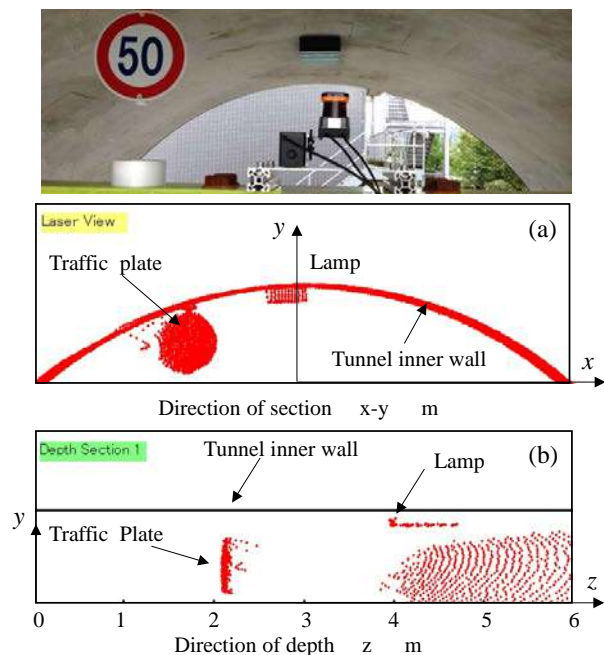 50
Laser View
y
(a)
Traffic plate
Lamp
Tunnel inner wall
x
Direction of section x-y m
Depth Section 1
Tunnel inner wall
Lamp
(b)
y
Traffic Plate
z
0 1 2 3 4 5 6
Direction of depth z m